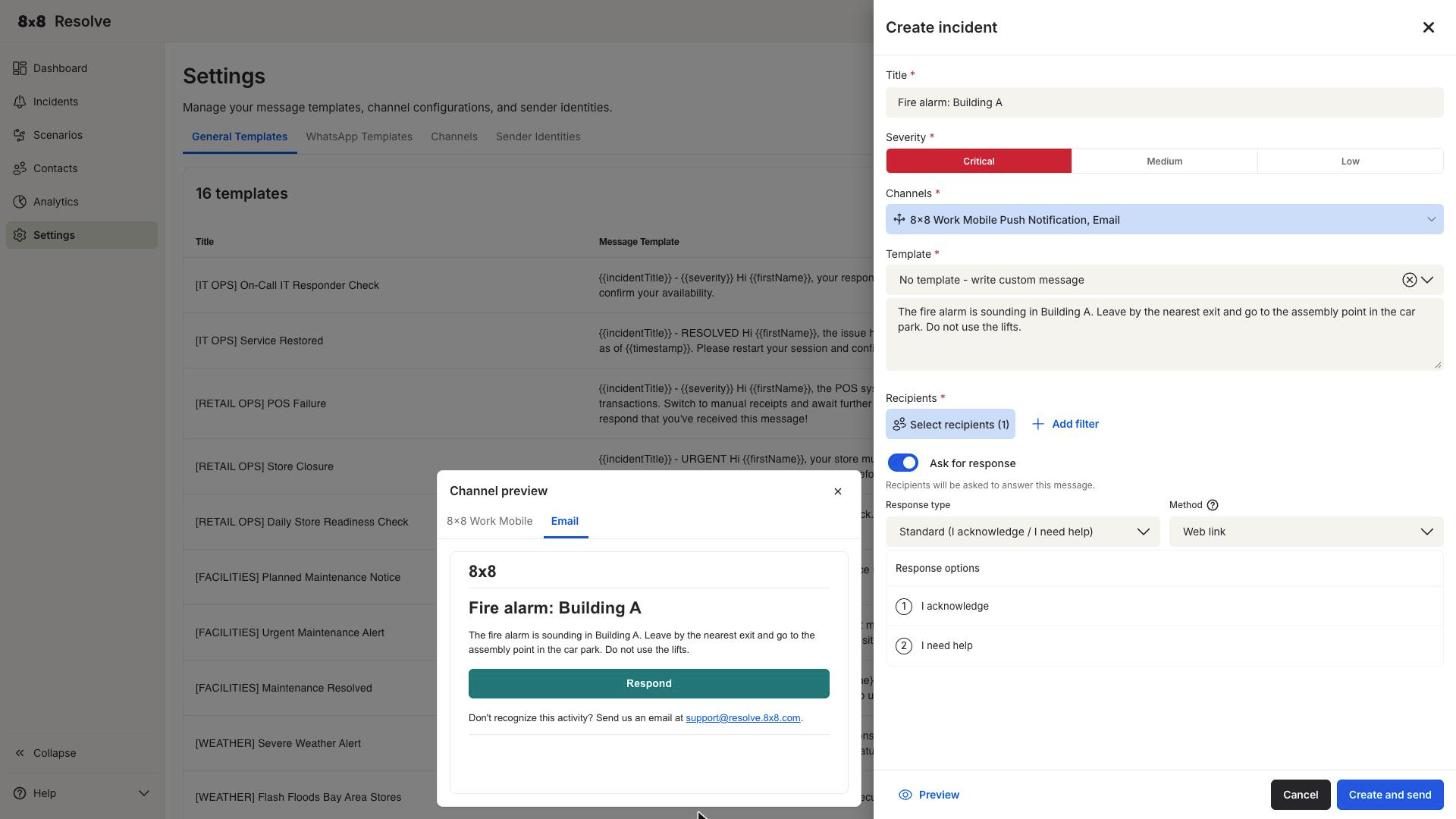 8x8 Resolve
Dashboard
Incidents
Scenarios
Contacts
Analytics
Settings
Collapse
Help
Settings
Manage your message templates, channel configurations, and sender identities.
General Templates WhatsApp Templates Channels Sender Identities
16 templates
Title Message Template
[IT OPS] On-Call IT Responder Check
{{incidentTitle}} - {{severity}} Hi {{firstName}}, your
confirm your availability.
[IT OPS] Service Restored
{{incidentTitle}} - RESOLVED Hi {{firstName}}, the issue
as of {{timestamp}}. Please restart your session and
[RETAIL OPS] POS Failure
{{incidentTitle}} - {{severity}} Hi {{firstName}}, the POS
transactions. Switch to manual receipts and await further
respond that you've received this message!
[RETAIL OPS] Store Closure
{{incidentTitle}} - URGENT Hi {{firstName}}, your store
[RETAIL OPS] Daily Store Readiness Check
[FACILITIES] Planned Maintenance Notice
[FACILITIES] Urgent Maintenance Alert
[FACILITIES] Maintenance Resolved
[WEATHER] Severe Weather Alert
[WEATHER] Flash Floods Bay Area Stores
Channel preview
8x8 Work Mobile Email
8x8
Fire alarm: Building A
The fire alarm is sounding in Building A. Leave by the nearest exit and go to the
assembly point in the car park. Do not use the lifts.
Respond
Don't recognize this activity? Send us an email at support@resolve.8x8.com.
Create incident
Title *
Fire alarm: Building A
Severity *
Critical Medium Low
Channels *
8x8 Work Mobile Push Notification, Email
Template *
No template - write custom message
The fire alarm is sounding in Building A. Leave by the nearest exit and go to the assembly point in the car
park. Do not use the lifts.
Recipients *
Select recipients (1) Add filter
Ask for response
Recipients will be asked to answer this message.
Response type Method
Standard (I acknowledge / I need help) Web link
Response options
1 I acknowledge
2 I need help
Preview Cancel Create and send